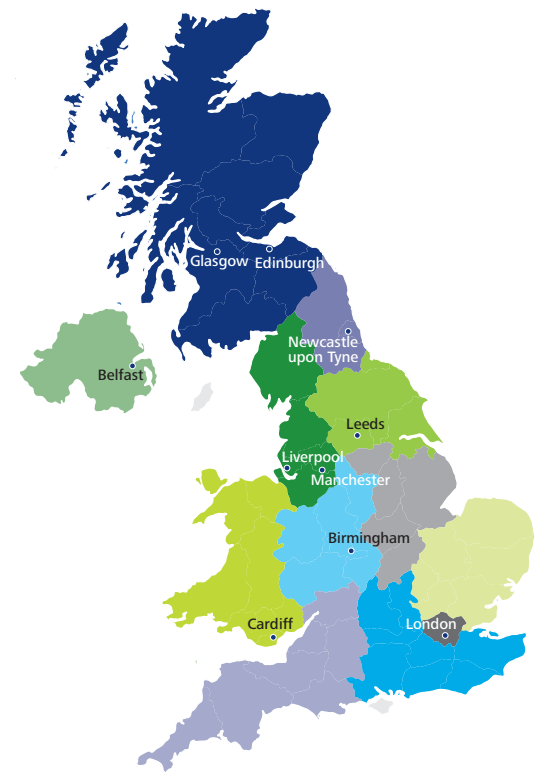 Glasgow
Edinburgh
Newcastle
upon Tyne
Belfast
Leeds
Liverpool
Manchester
Birmingham
Cardiff
London